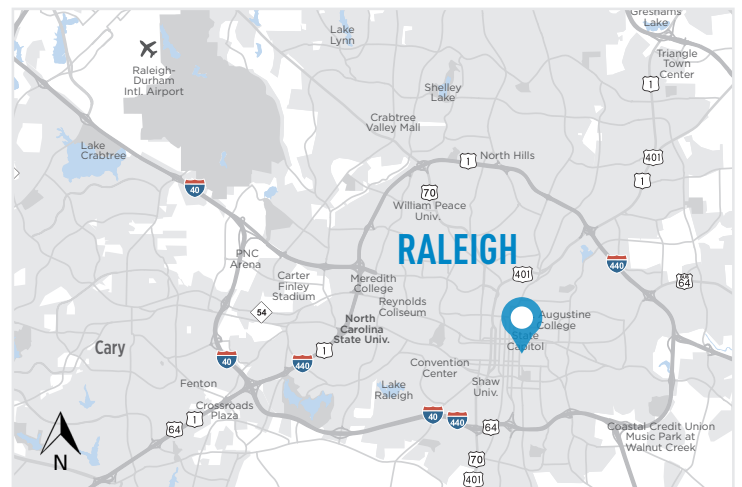 Greshams
Lake
Lake
Lynn
Triangle
Town
Center
Raleigh-
Durham
Intl. Airport
1
Shelley
Lake
Crabtree
Valley Mall
Lake
Crabtree
1
North Hills
401
1
40
70
William Peace
Univ.
RALEIGH
PNC
Arena
440
401
Carter
Finley
Stadium
Meredith
College
US
64
Reynolds
Coliseum
54
Augustine
College
North
Carolina
State Univ.
State
Capitol
Cary
1
40
440
Convention
Center
Fenton
Lake
Raleigh
Shaw
Univ.
Crossroads
Plaza
1
64
40
440
64
Coastal Credit Union
Music Park at
Walnut Creek
N
70
401